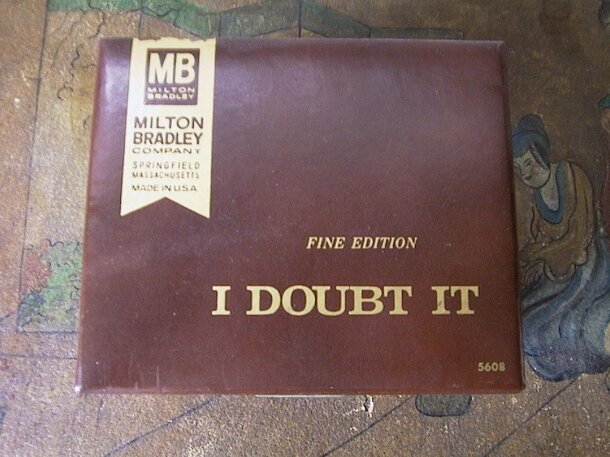 MB
MILTON
BRADLEY
MILTON
BRADLEY
COMPANY
SPRINGFIELD
MASSACHUSETTS
MADE IN U.S.A.
FINE EDITION
I DOUBT IT
5608